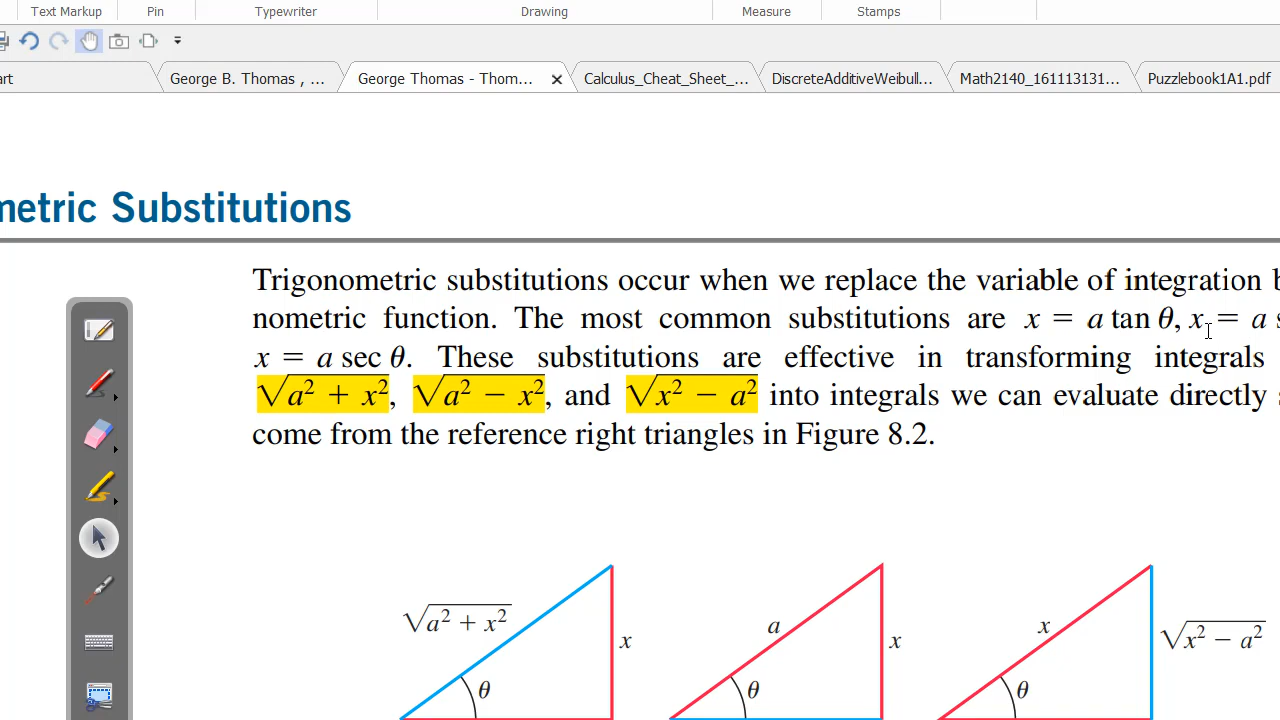 Text Markup Pin Typewriter Drawing Measure Stamps
art George B. Thomas , ... George Thomas - Thom... Calculus_Cheat_Sheet_... DiscreteAdditiveWeibull... Math2140_161113131... Puzzlebook1A1.pdf
metric Substitutions
Trigonometric substitutions occur when we replace the variable of integration b
nometric function. The most common substitutions are x = a tan θ, x = a s
x = a sec θ. These substitutions are effective in transforming integrals
√a² + x², √a² − x², and √x² − a² into integrals we can evaluate directly s
come from the reference right triangles in Figure 8.2.
√a² + x² x a x x √x² − a²
θ θ θ